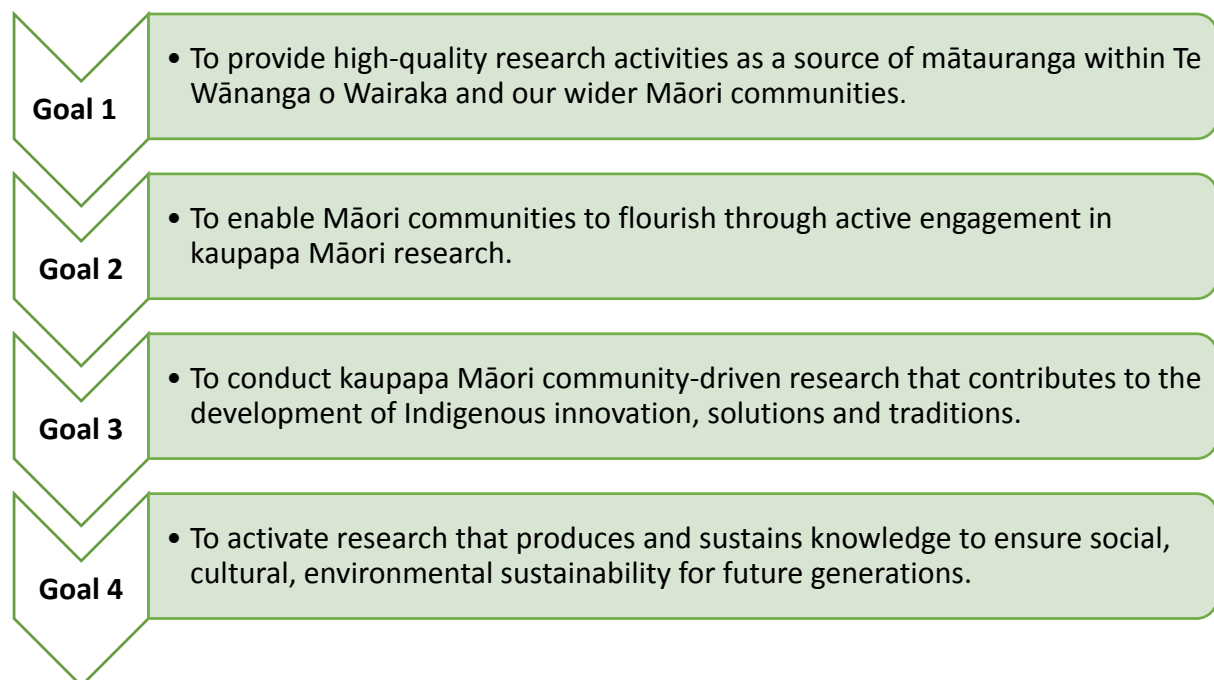 Goal 1
• To provide high-quality research activities as a source of mātauranga within Te
Wānanga o Wairaka and our wider Māori communities.
Goal 2
• To enable Māori communities to flourish through active engagement in
kaupapa Māori research.
Goal 3
• To conduct kaupapa Māori community-driven research that contributes to the
development of Indigenous innovation, solutions and traditions.
Goal 4
• To activate research that produces and sustains knowledge to ensure social,
cultural, environmental sustainability for future generations.